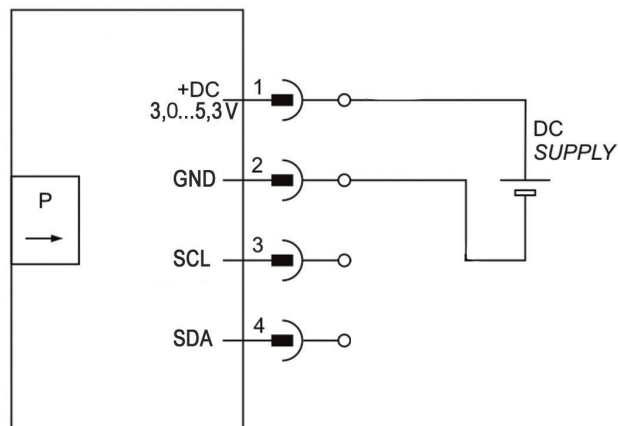 +DC 1
3,0...5,3V
DC
SUPPLY
GND 2
P
SCL 3
SDA 4